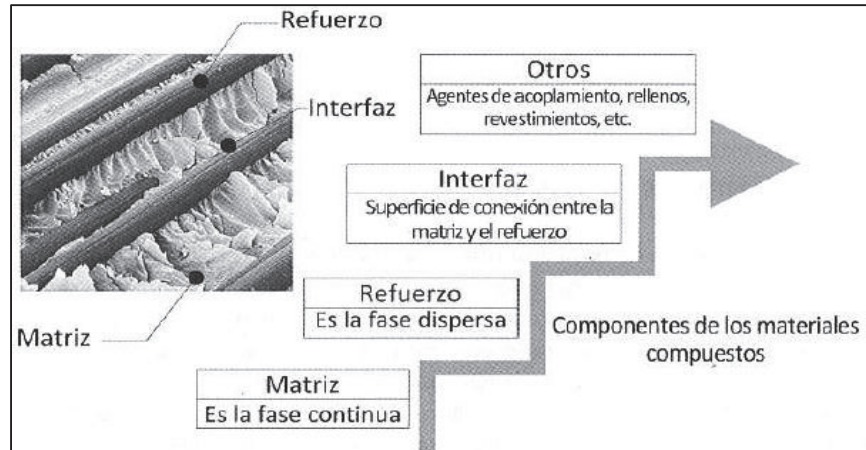 Refuerzo
Interfaz
Matriz
Otros
Agentes de acoplamiento, rellenos,
revestimientos, etc.
Interfaz
Superficie de conexión entre la
matriz y el refuerzo
Refuerzo
Es la fase dispersa
Matriz
Es la fase continua
Componentes de los materiales
compuestos